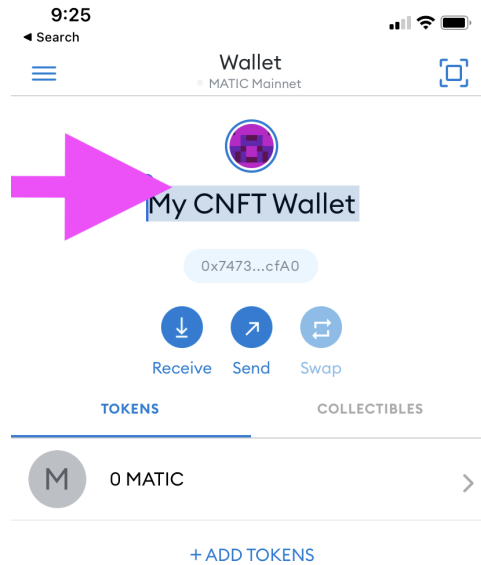 9:25
◀ Search
Wallet
MATIC Mainnet
My CNFT Wallet
0x7473...cfA0
Receive Send Swap
TOKENS COLLECTIBLES
M 0 MATIC
+ ADD TOKENS